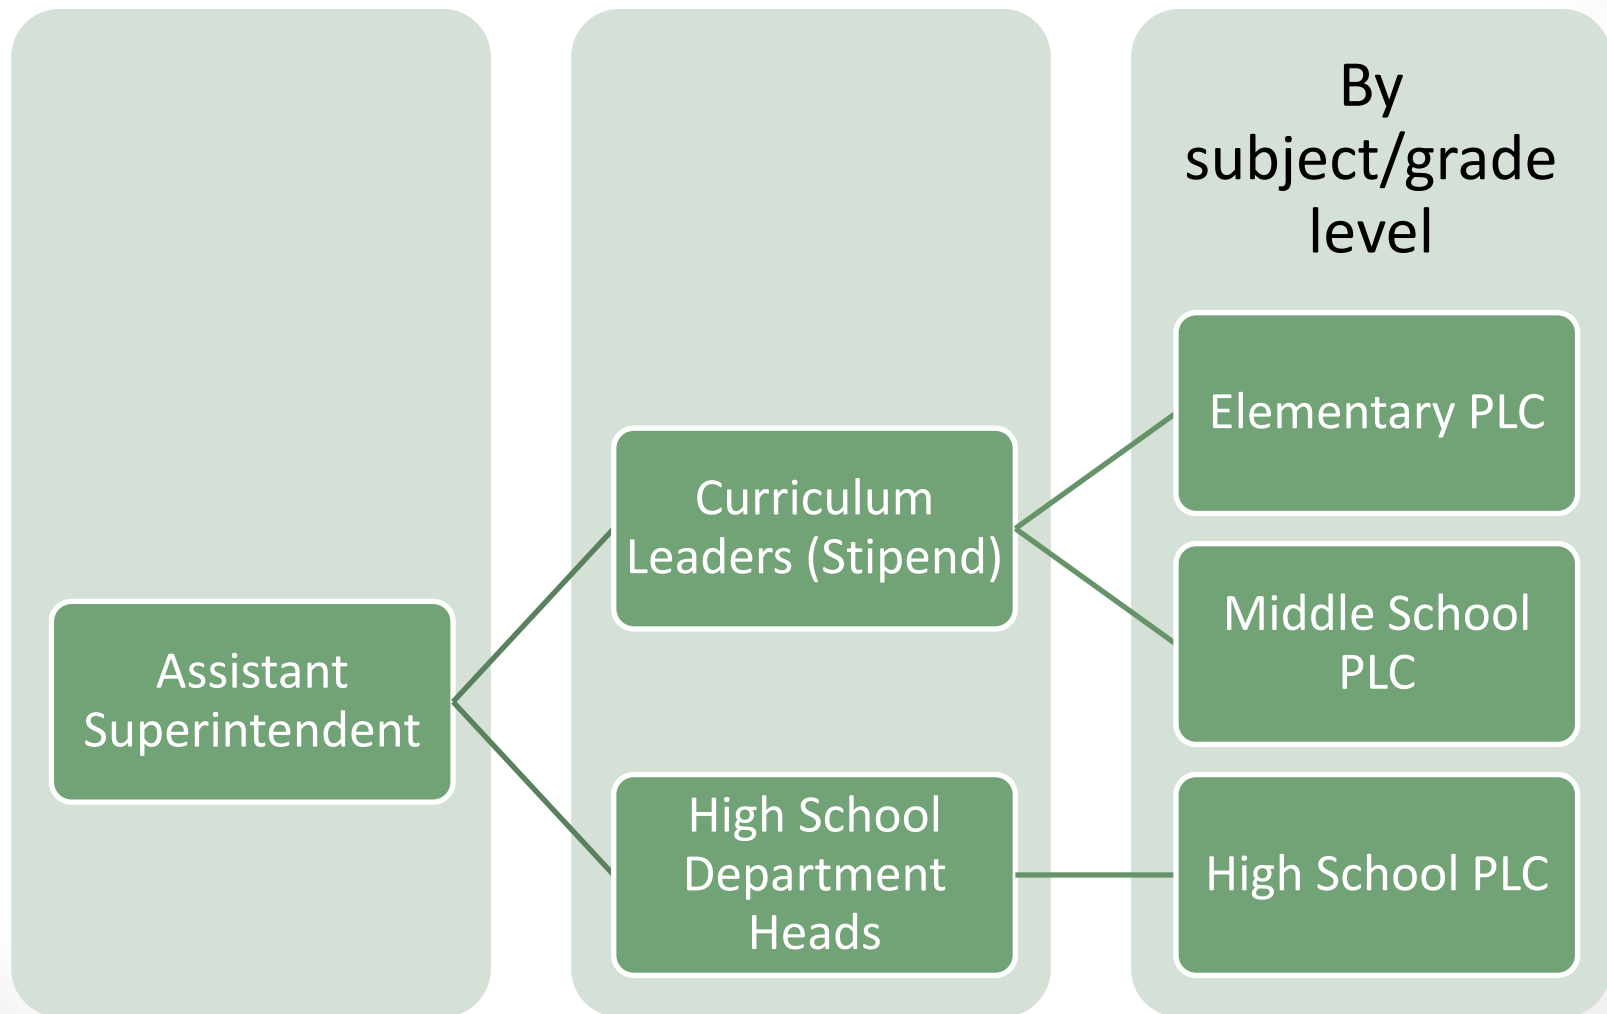 By
subject/grade
level
Elementary PLC
Curriculum
Leaders (Stipend)
Middle School
PLC
Assistant
Superintendent
High School
Department
Heads
High School PLC